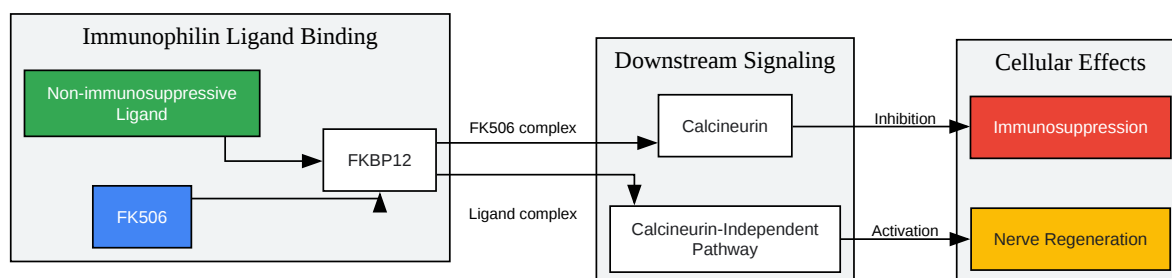 Immunophilin Ligand Binding
Non-immunosuppressive
Ligand
FKBP12
FK506
FK506 complex
Ligand complex
Downstream Signaling
Calcineurin
Calcineurin-Independent
Pathway
Inhibition
Activation
Cellular Effects
Immunosuppression
Nerve Regeneration